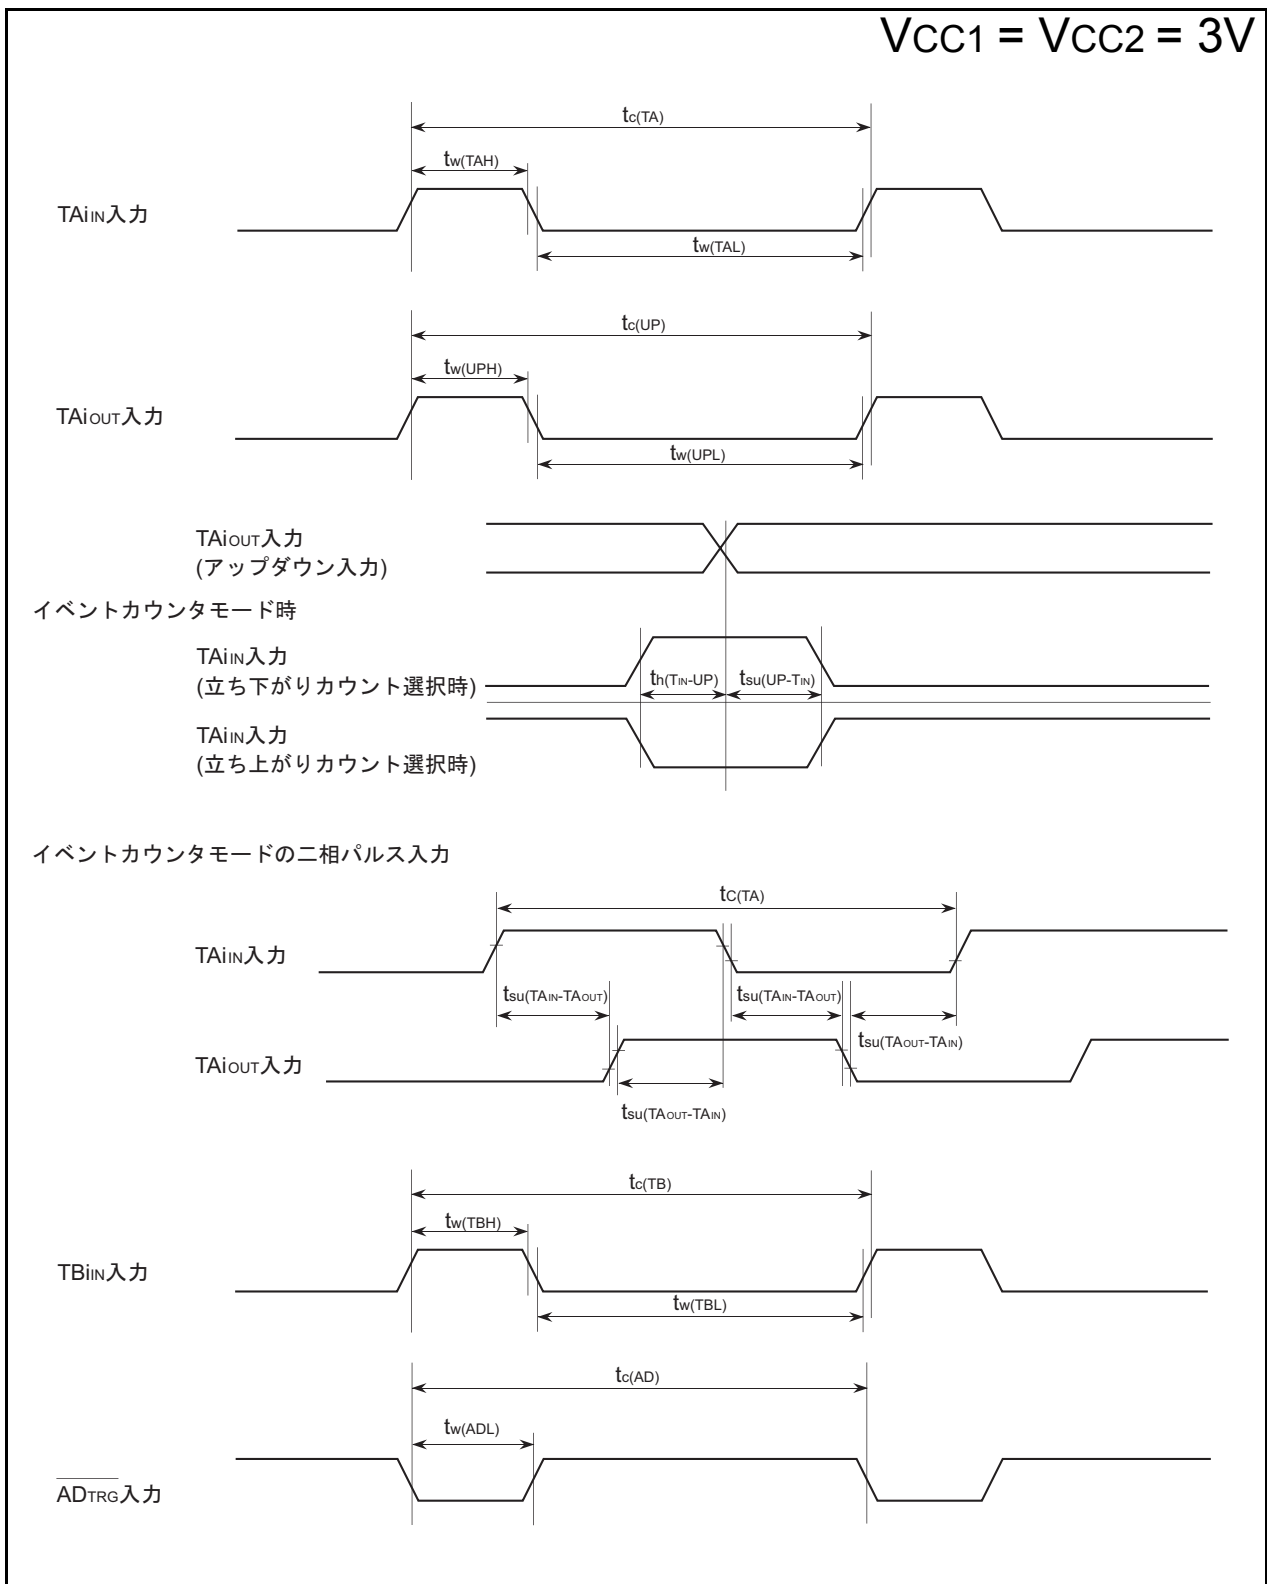 VCC1 = VCC2 = 3V
tc(TA)
tw(TAH)
TAiIN入力
tw(TAL)
tc(UP)
tw(UPH)
TAiOUT入力
tw(UPL)
TAiOUT入力
(アップダウン入力)
イベントカウンタモード時
TAiIN入力
(立ち下がりカウント選択時)
th(TIN-UP) tsu(UP-TIN)
TAiIN入力
(立ち上がりカウント選択時)
イベントカウンタモードの二相パルス入力
tC(TA)
TAiIN入力
tsu(TAIN-TAOUT) tsu(TAIN-TAOUT)
tsu(TAOUT-TAIN)
TAiOUT入力
tsu(TAOUT-TAIN)
tc(TB)
tw(TBH)
TBiIN入力
tw(TBL)
tc(AD)
tw(ADL)
ADTRG入力